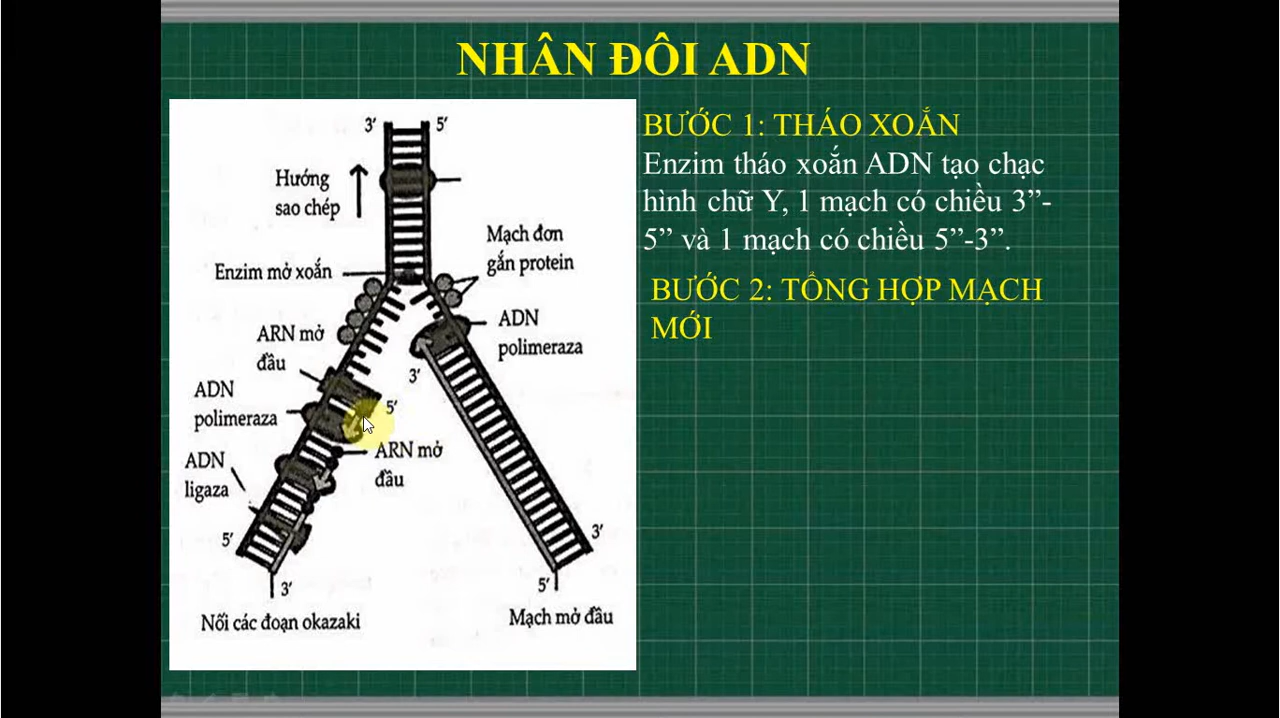 NHÂN ĐÔI ADN
3’ 5’
Hướng
sao chép
Mạch đơn
gắn protein
Enzim mở xoắn
ARN mở
đầu
ADN
polimeraza
3’
ADN
polimeraza
5’
ARN mở
đầu
ADN
ligaza
5’
3’
3’
5’
Nối các đoạn okazaki
Mạch mở đầu
BƯỚC 1: THÁO XOẮN
Enzim tháo xoắn ADN tạo chạc
hình chữ Y, 1 mạch có chiều 3”-
5” và 1 mạch có chiều 5”-3”.
BƯỚC 2: TỔNG HỢP MẠCH
MỚI